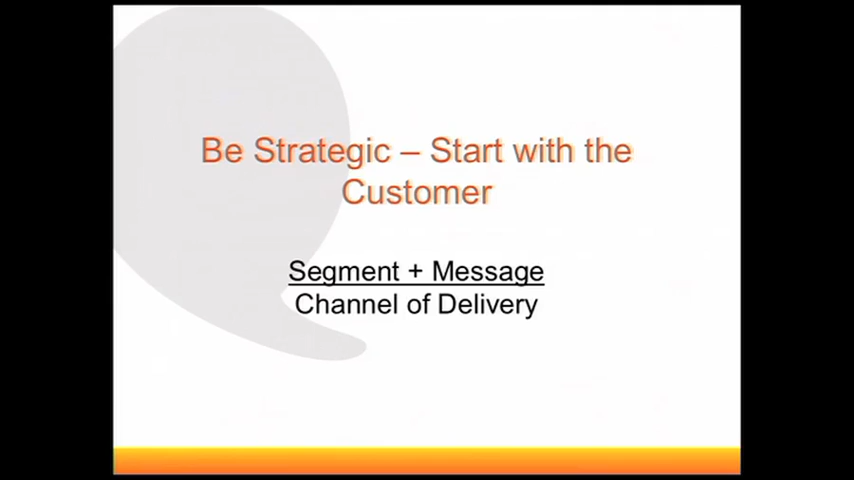 Be Strategic – Start with the
Customer
Segment + Message
Channel of Delivery